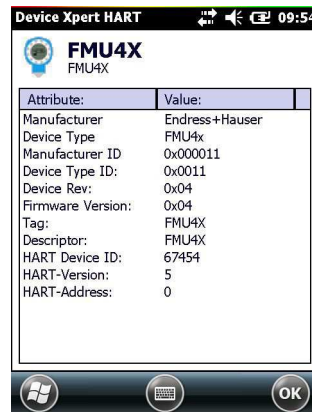 Device Xpert HART 09:54
FMU4X
FMU4X
Attribute: Value:
Manufacturer Endress+Hauser
Device Type FMU4x
Manufacturer ID 0x000011
Device Type ID: 0x0011
Device Rev: 0x04
Firmware Version: 0x04
Tag: FMU4X
Descriptor: FMU4X
HART Device ID: 67454
HART-Version: 5
HART-Address: 0
OK